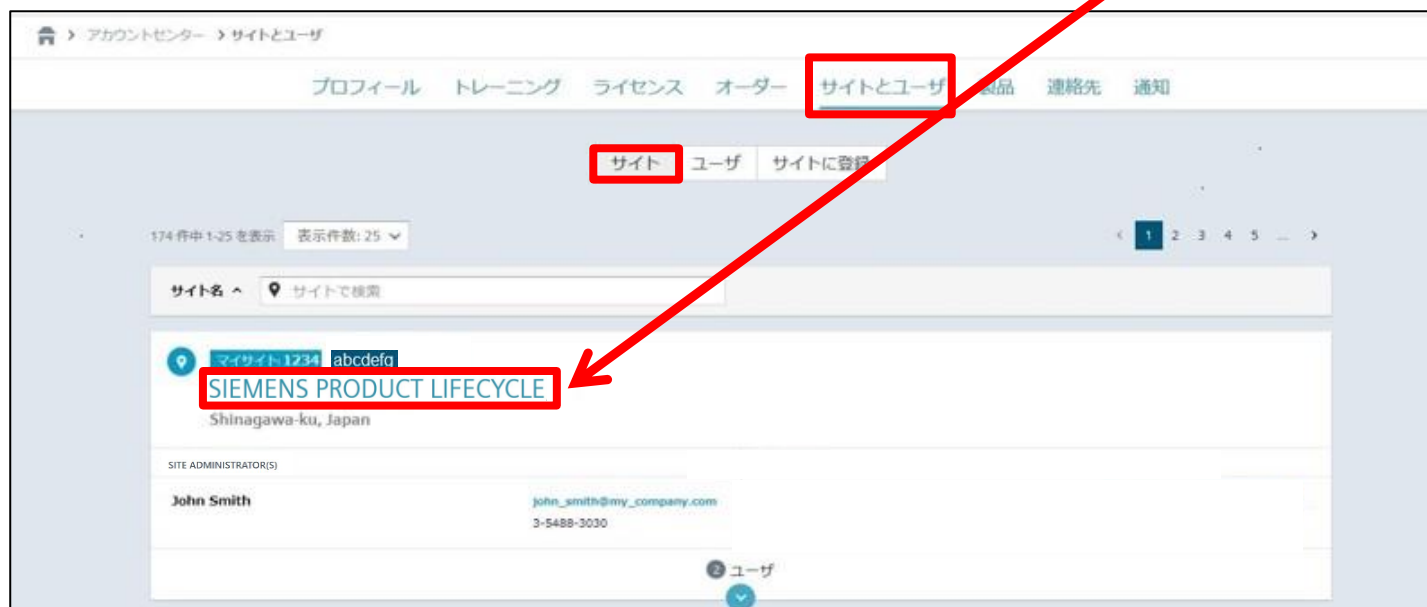 アカウントセンター > サイトとユーザ
プロフィール トレーニング ライセンス オーダー サイトとユーザ 製品 連絡先 通知
サイト ユーザ サイトに登録
174 件中 1-25 を表示 表示件数: 25
1 2 3 4 5 ...
サイト名 サイトで検索
マイサイト 1234 abcdefg
SIEMENS PRODUCT LIFECYCLE
Shinagawa-ku, Japan
SITE ADMINISTRATOR(S)
John Smith john_smith@my_company.com
3-5488-3030
2 ユーザ